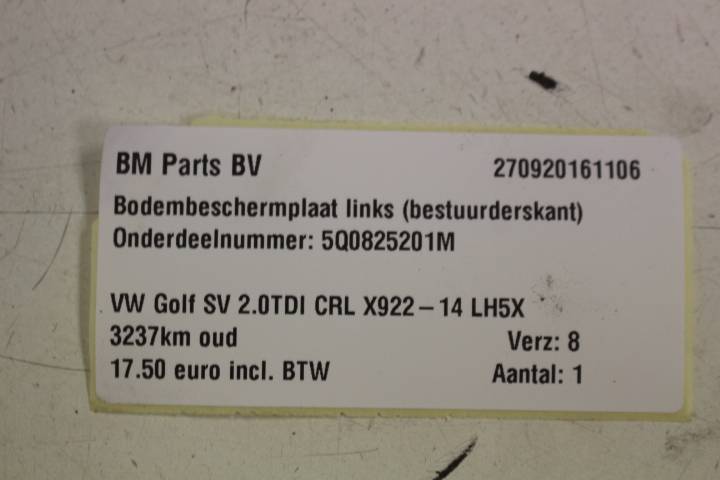 BM Parts BV 270920161106
Bodembeschermplaat links (bestuurderskant)
Onderdeelnummer: 5Q0825201M
VW Golf SV 2.0TDI CRL X922-14 LH5X
3237km oud Verz: 8
17.50 euro incl. BTW Aantal: 1